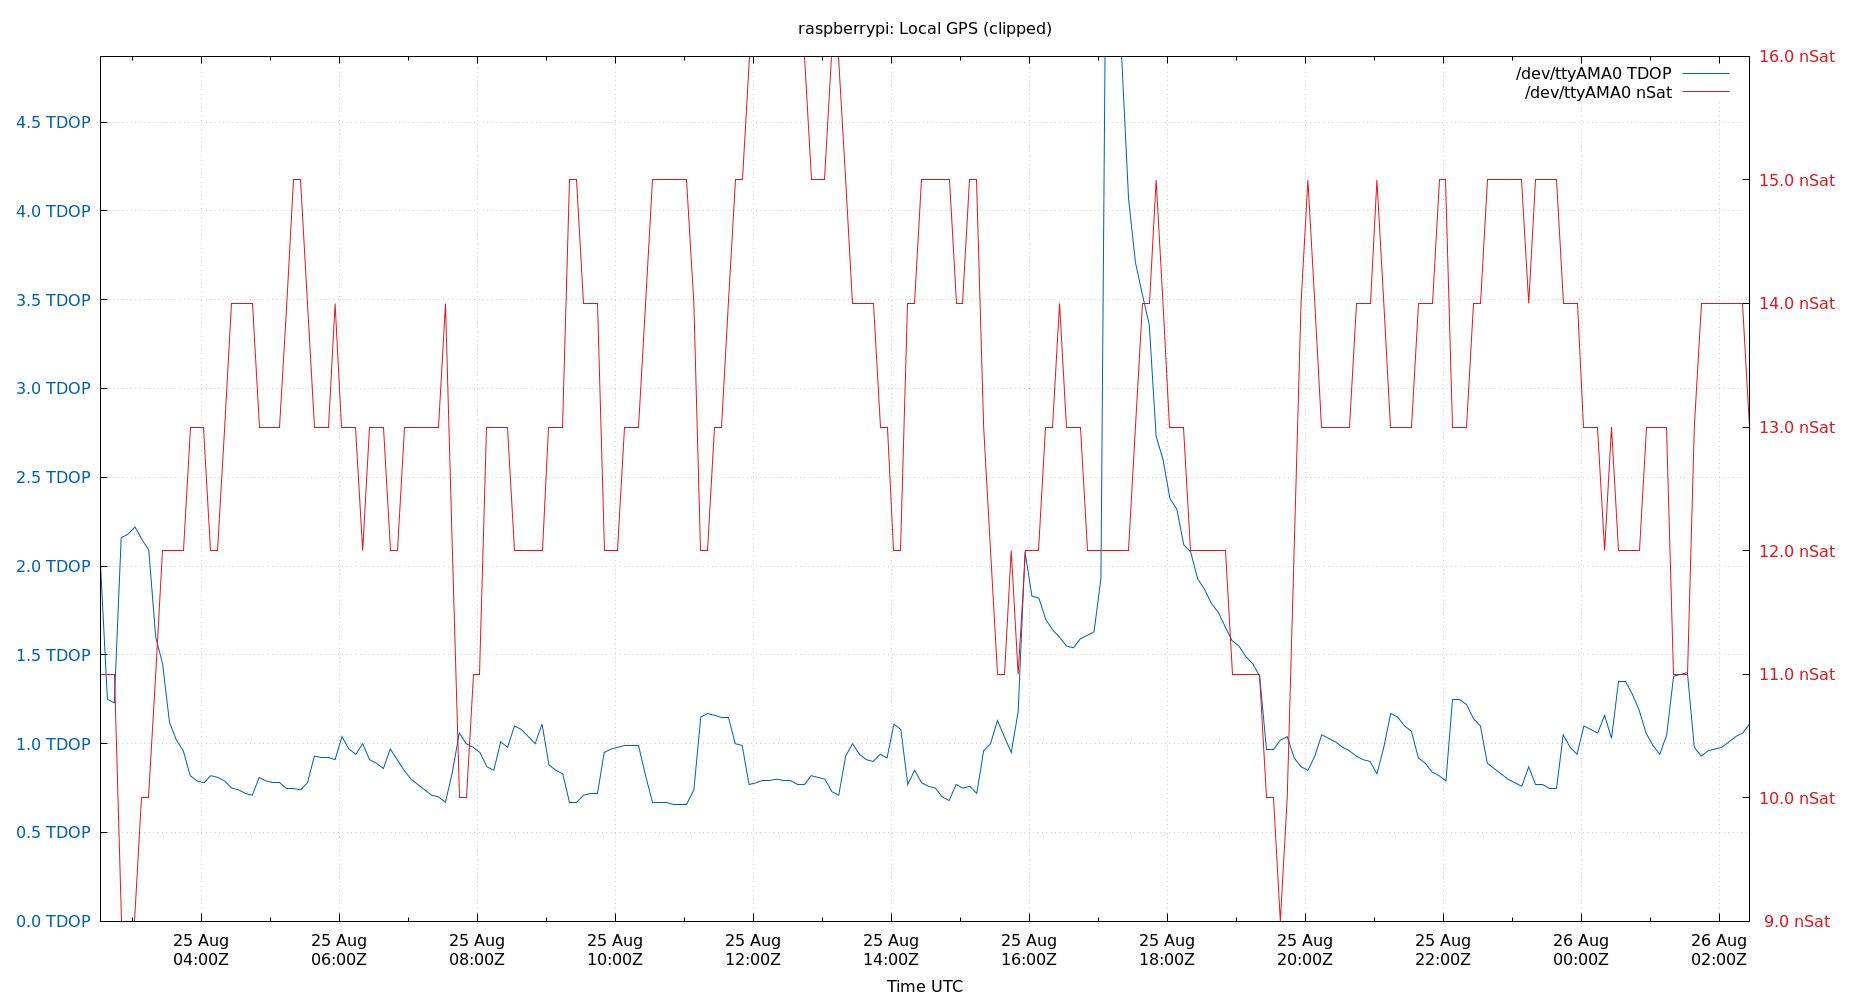 raspberrypi: Local GPS (clipped)
/dev/ttyAMA0 TDOP
/dev/ttyAMA0 nSat
4.5 TDOP
4.0 TDOP
3.5 TDOP
3.0 TDOP
2.5 TDOP
2.0 TDOP
1.5 TDOP
1.0 TDOP
0.5 TDOP
0.0 TDOP
16.0 nSat
15.0 nSat
14.0 nSat
13.0 nSat
12.0 nSat
11.0 nSat
10.0 nSat
9.0 nSat
25 Aug 25 Aug 25 Aug 25 Aug 25 Aug 25 Aug 25 Aug 25 Aug 25 Aug 25 Aug 26 Aug 26 Aug
04:00Z 06:00Z 08:00Z 10:00Z 12:00Z 14:00Z 16:00Z 18:00Z 20:00Z 22:00Z 00:00Z 02:00Z
Time UTC